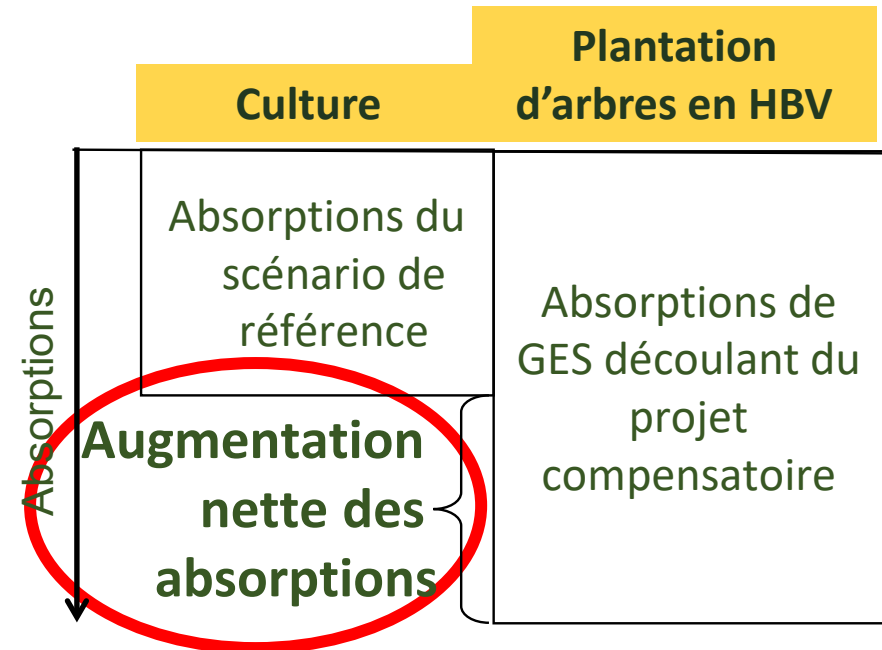 Culture
Plantation
d’arbres en HBV
Absorptions
Absorptions du
scénario de
référence
Augmentation
nette des
absorptions
Absorptions de
GES découlant du
projet
compensatoire